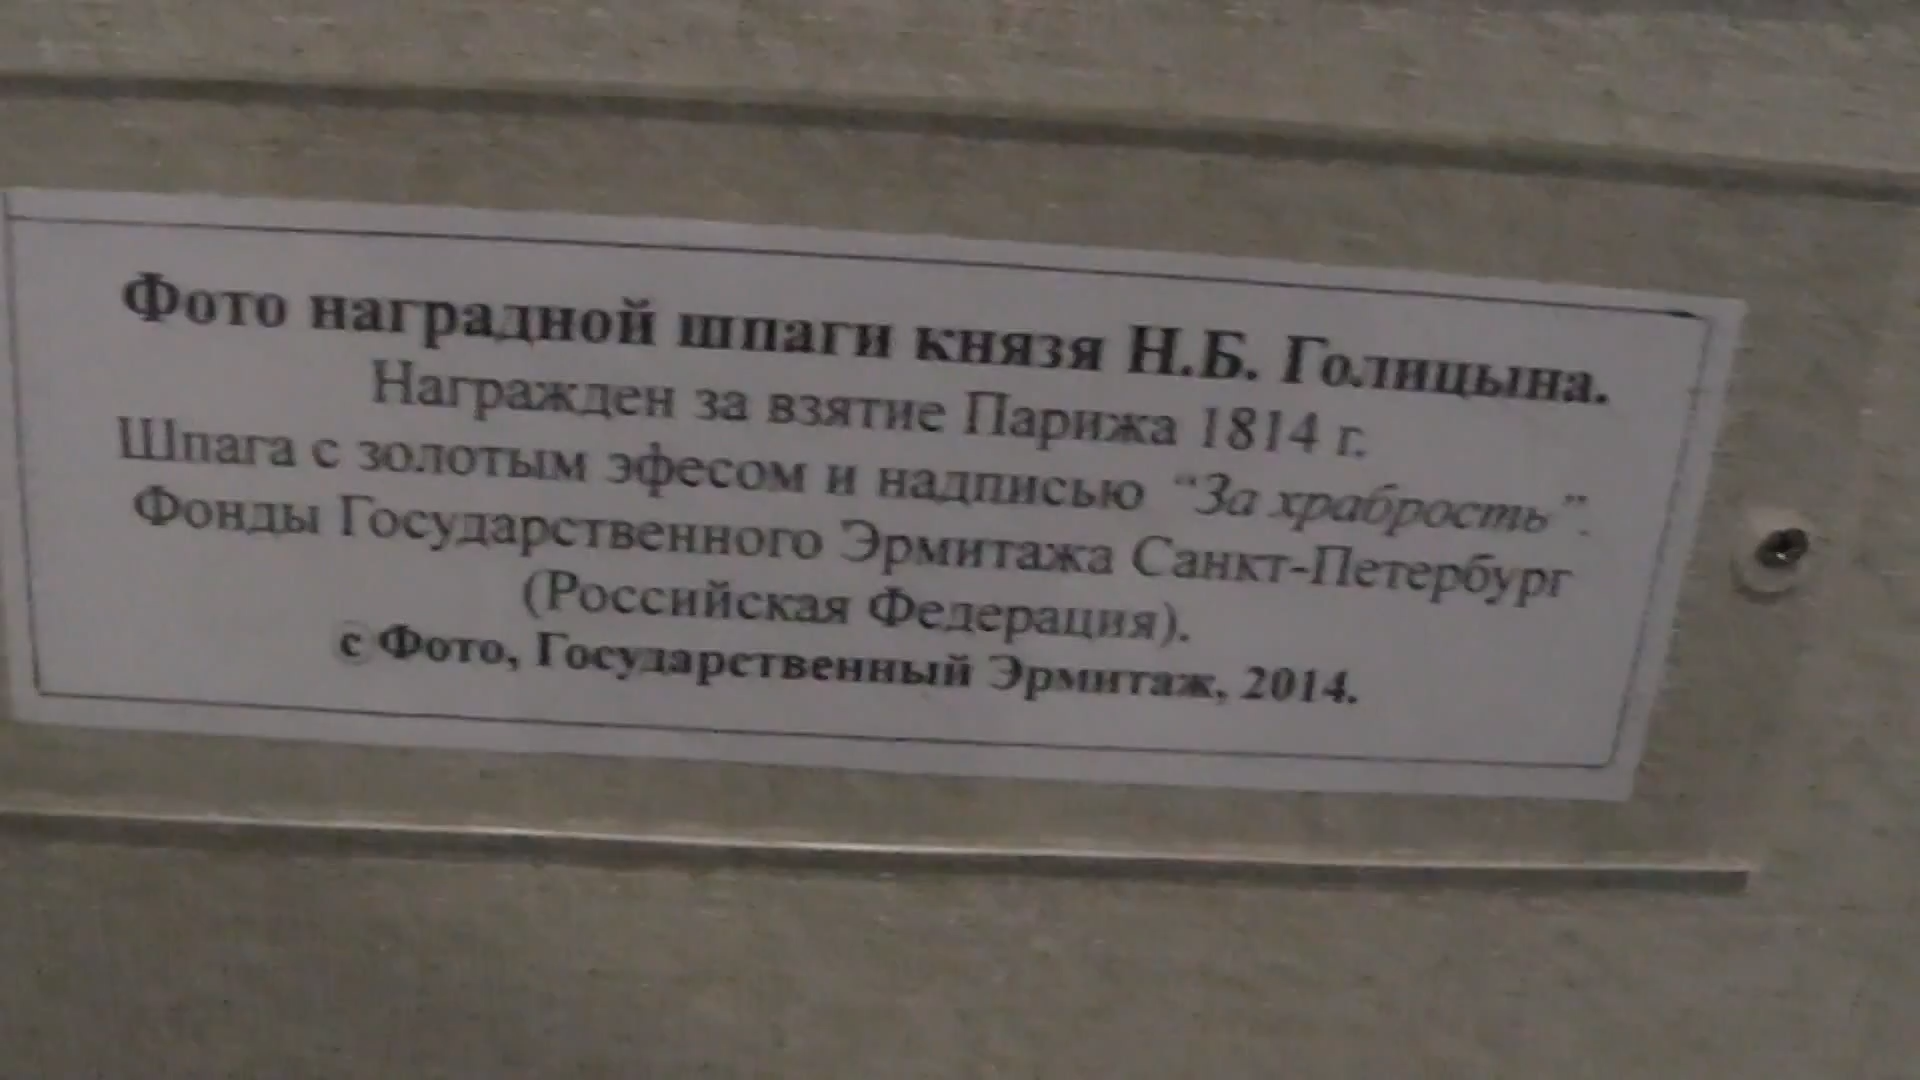 Фото наградной шпаги князя Н.Б. Голицына.
Награжден за взятие Парижа 1814 г.
Шпага с золотым эфесом и надписью “За храбрость”.
Фонды Государственного Эрмитажа Санкт-Петербург
(Российская Федерация).
с Фото, Государственный Эрмитаж, 2014.